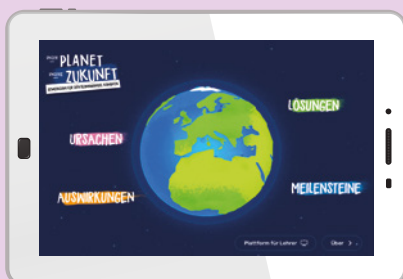 PLANET
ZUKUNFT
URSACHEN
AUSWIRKUNGEN
LÖSUNGEN
MEILENSTEINE
Plattform für Lehrer
Über